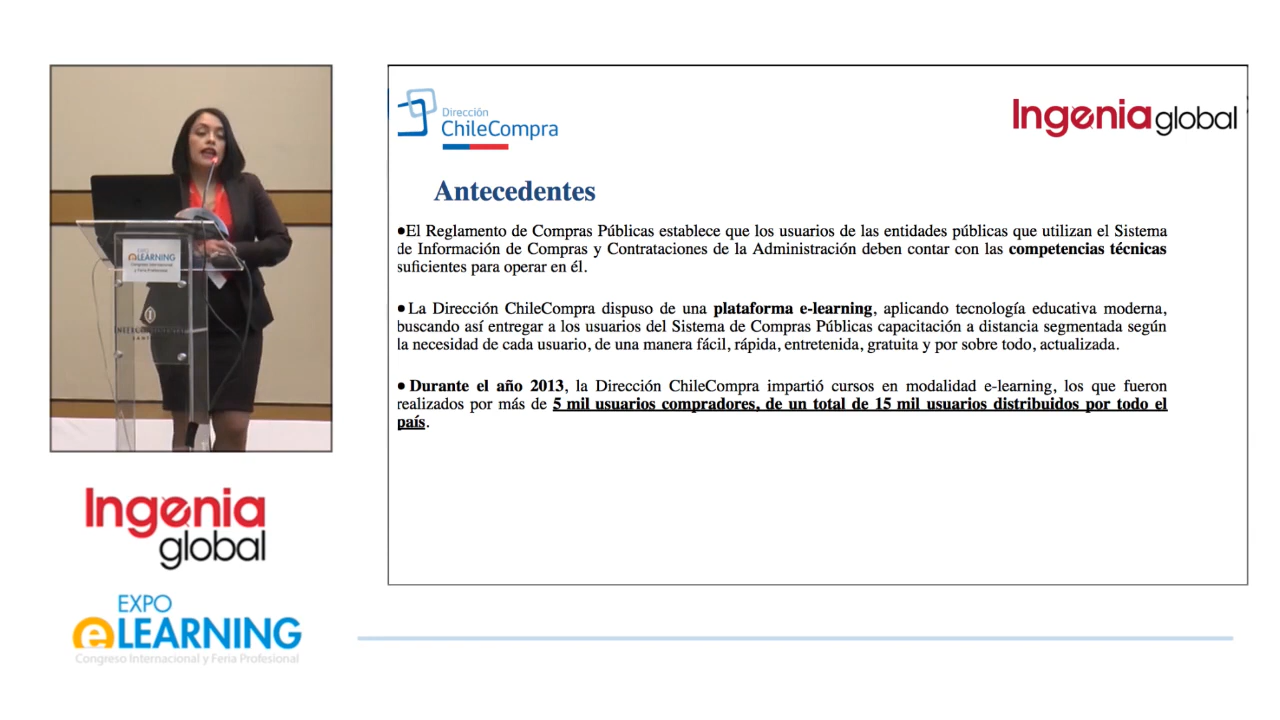 Dirección
ChileCompra
Ingenia global
Antecedentes
●El Reglamento de Compras Públicas establece que los usuarios de las entidades públicas que utilizan el Sistema
de Información de Compras y Contrataciones de la Administración deben contar con las competencias técnicas
suficientes para operar en él.
●La Dirección ChileCompra dispuso de una plataforma e-learning, aplicando tecnología educativa moderna,
buscando así entregar a los usuarios del Sistema de Compras Públicas capacitación a distancia segmentada según
la necesidad de cada usuario, de una manera fácil, rápida, entretenida, gratuita y por sobre todo, actualizada.
● Durante el año 2013, la Dirección ChileCompra impartió cursos en modalidad e-learning, los que fueron
realizados por más de 5 mil usuarios compradores, de un total de 15 mil usuarios distribuidos por todo el
país.
EXPO
eLEARNING
Congreso Internacional
y Feria Profesional
Ingenia
global
EXPO
eLEARNING
Congreso Internacional y Feria Profesional